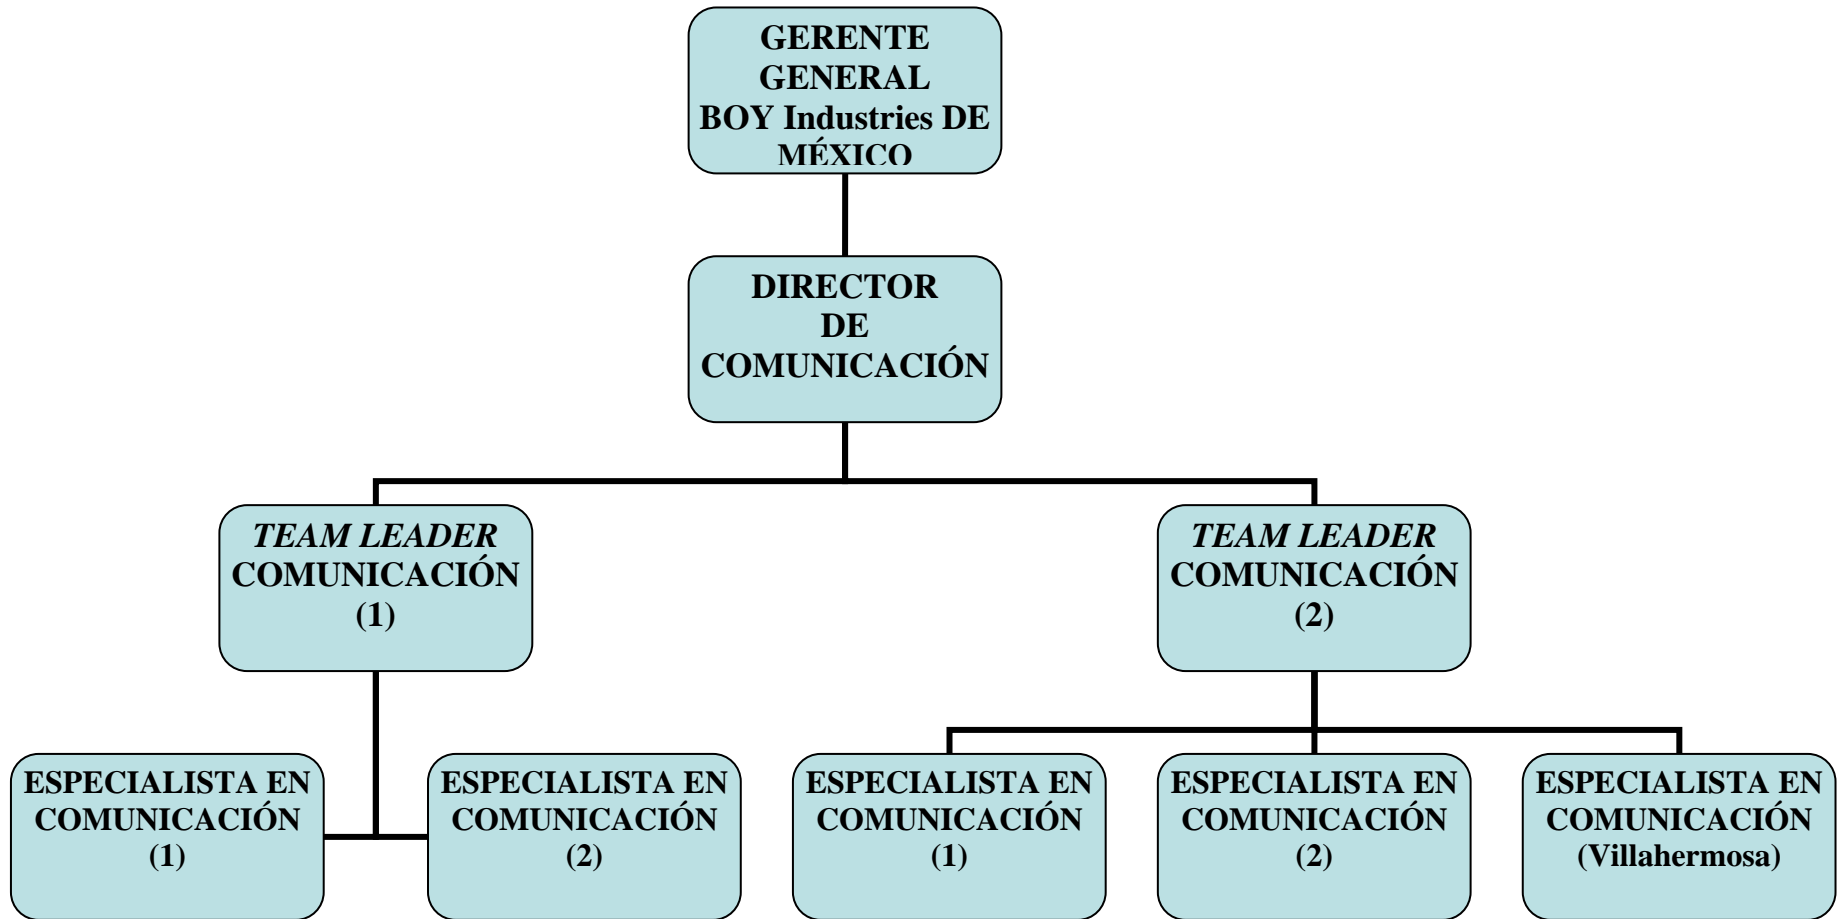 GERENTE
GENERAL
BOY Industries DE
MÉXICO
DIRECTOR
DE
COMUNICACIÓN
TEAM LEADER
COMUNICACIÓN
(1)
TEAM LEADER
COMUNICACIÓN
(2)
ESPECIALISTA EN
COMUNICACIÓN
(1)
ESPECIALISTA EN
COMUNICACIÓN
(2)
ESPECIALISTA EN
COMUNICACIÓN
(1)
ESPECIALISTA EN
COMUNICACIÓN
(2)
ESPECIALISTA EN
COMUNICACIÓN
(Villahermosa)